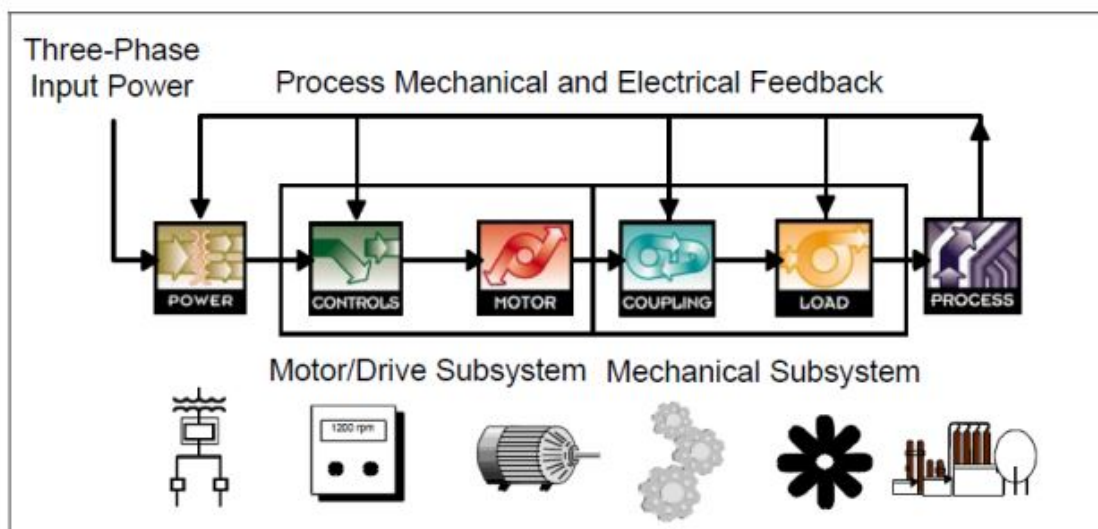 Three-Phase
Input Power
Process Mechanical and Electrical Feedback
POWER
CONTROLS
MOTOR
COUPLING
LOAD
PROCESS
Motor/Drive Subsystem
Mechanical Subsystem
1200 rpm